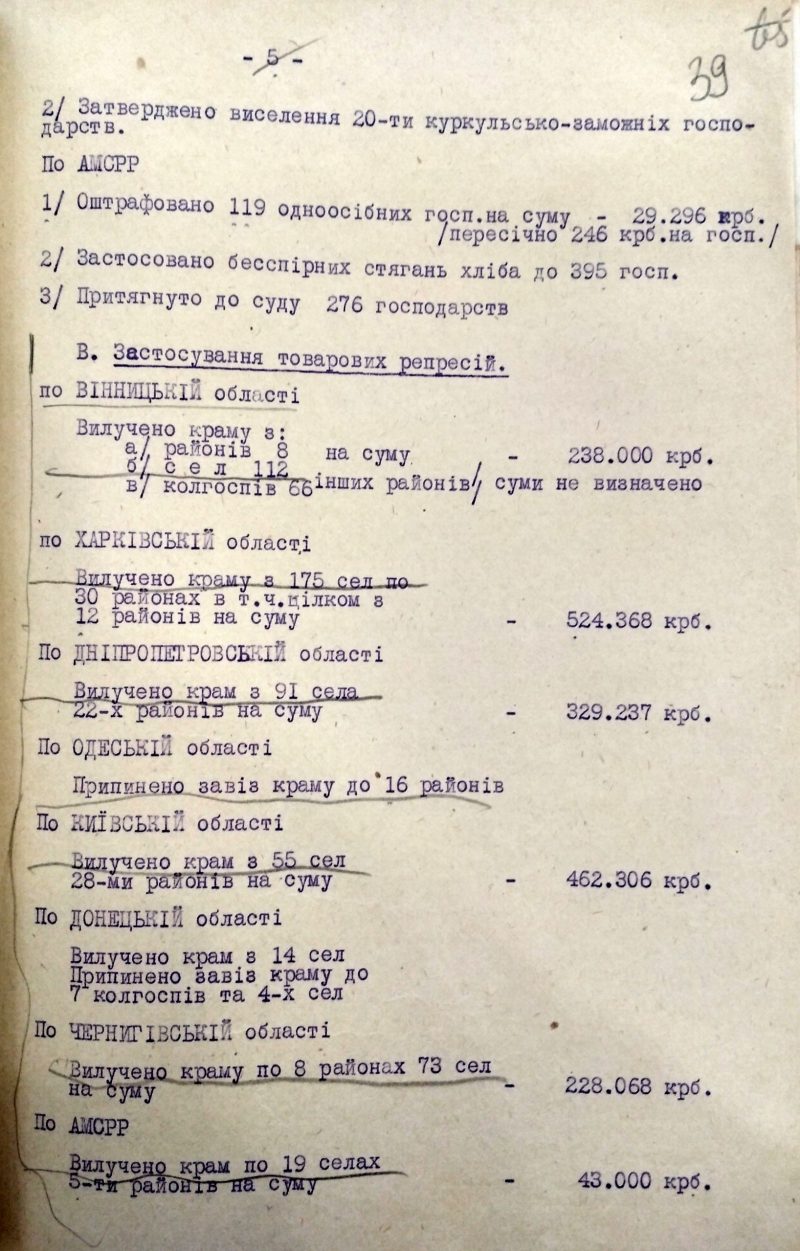 - 5 -
39
2/ Затверджено виселення 20-ти куркульсько-заможніх госпо-
дарств.
По АМСРР
1/ Оштрафовано 119 одноосібних госп.на суму - 29.296 крб.
/пересічно 246 крб.на госп./
2/ Застосовано бесспірних стягань хліба до 395 госп.
3/ Притягнуто до суду 276 господарств
В. Застосування товарових репресій.
по ВІННИЦЬКІЙ області
Вилучено краму з:
а/ районів 8 на суму - 238.000 крб.
б/ с е л 112
в/ колгоспів 66 інших районів/ суми не визначено
по ХАРКІВСЬКІЙ області
Вилучено краму з 175 сел по
30 районах в т.ч.цілком з
12 районів на суму - 524.368 крб.
По ДНІПРОПЕТРОВСЬКІЙ області
Вилучено крам з 91 села
22-х районів на суму - 329.237 крб.
По ОДЕСЬКІЙ області
Припинено завіз краму до 16 районів
По КИЇВСЬКІЙ області
Вилучено крам з 55 сел
28-ми районів на суму - 462.306 крб.
По ДОНЕЦЬКІЙ області
Вилучено крам з 14 сел
Припинено завіз краму до
7 колгоспів та 4-х сел
По ЧЕРНИГІВСЬКІЙ області
Вилучено краму по 8 районах 73 сел
на суму - 228.068 крб.
По АМСРР
Вилучено крам по 19 селах
5-ти районів на суму - 43.000 крб.